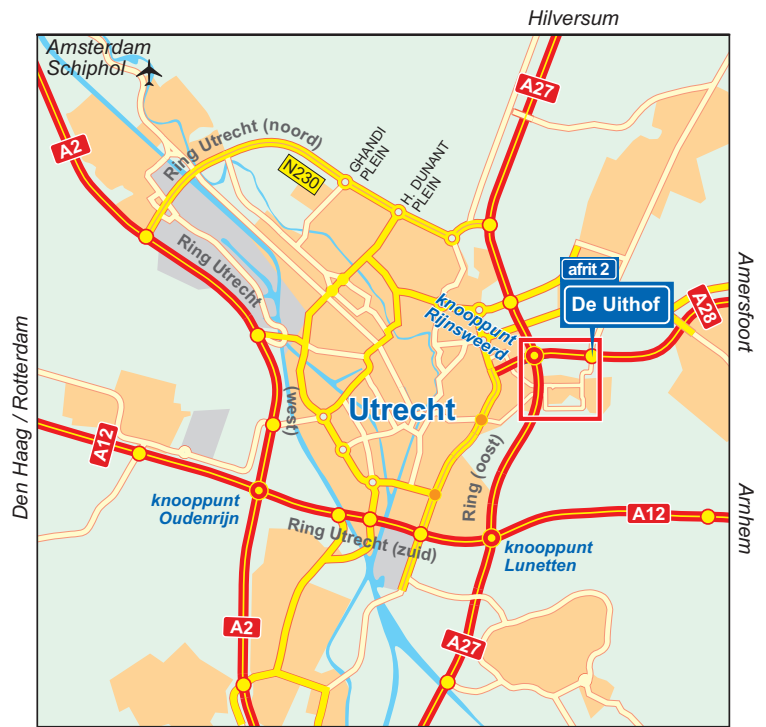 Hilversum
Amsterdam
Schiphol
A27
A2
Ring Utrecht (noord)
GHANDI
PLEIN
N230
H. DUNANT
PLEIN
Ring Utrecht
afrit 2
De Uithof
Amersfoort
A28
knooppunt
Rijnsweerd
(west)
Utrecht
Den Haag / Rotterdam
A12
knooppunt
Oudenrijn
Ring (oost)
Ring Utrecht (zuid)
A12
Arnhem
knooppunt
Lunetten
A2
A27